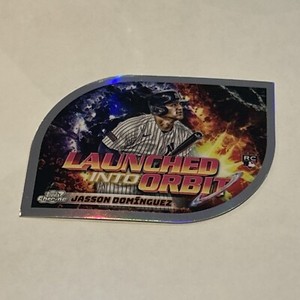 LAUNCHED
INTO ORBIT
RC
Topps Chrome
JASSON DOMÍNGUEZ